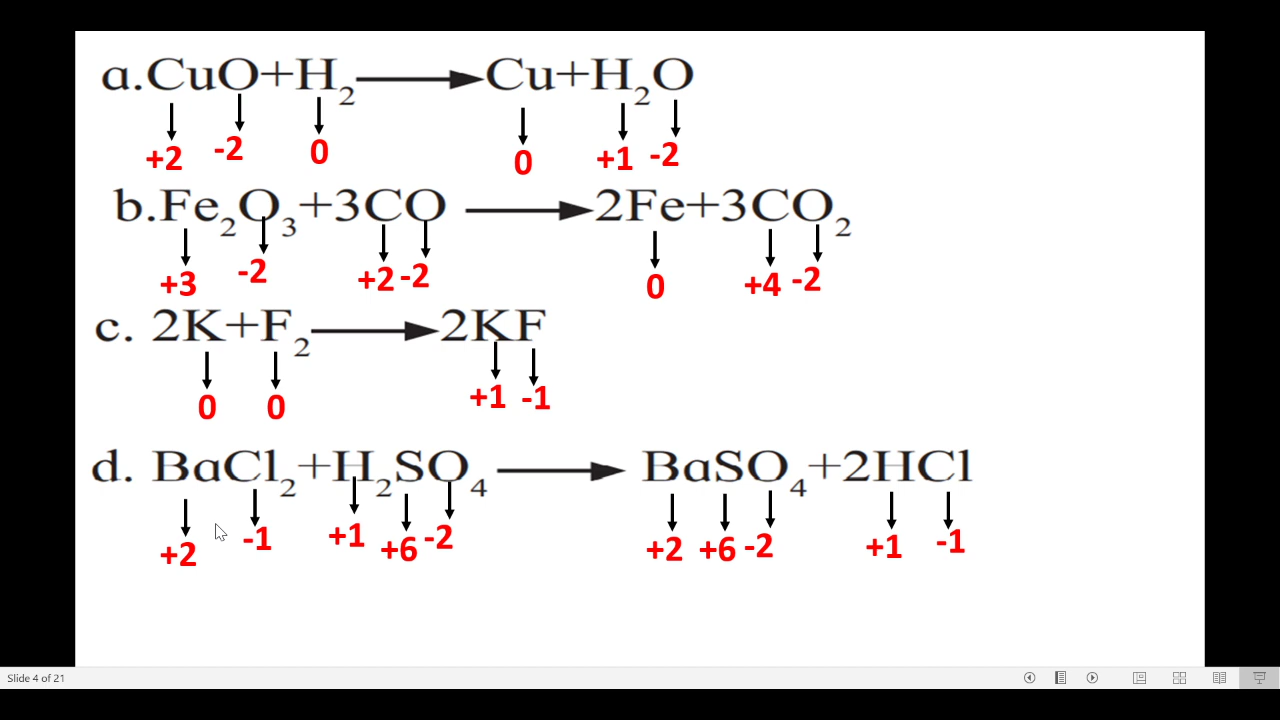 a.CuO+H₂ ⟶ Cu+H₂O
+2 -2 0 0 +1 -2
b.Fe₂O₃+3CO ⟶ 2Fe+3CO₂
+3 -2 +2 -2 0 +4 -2
c. 2K+F₂ ⟶ 2KF
0 0 +1 -1
d. BaCl₂+H₂SO₄ ⟶ BaSO₄+2HCl
+2 -1 +1 +6 -2 +2 +6 -2 +1 -1
Slide 4 of 21